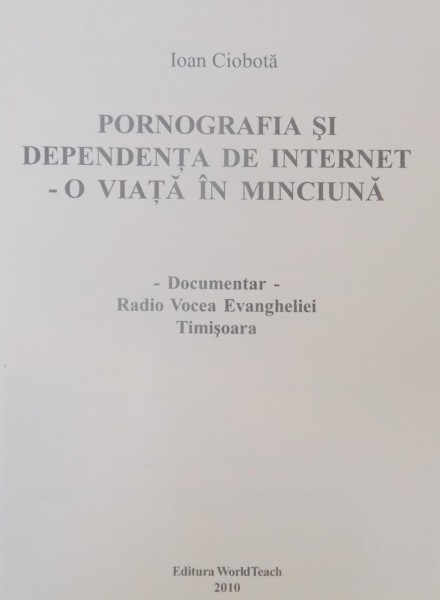 Ioan Ciobotă
PORNOGRAFIA ŞI
DEPENDENŢA DE INTERNET
- O VIAŢĂ ÎN MINCIUNĂ
- Documentar -
Radio Vocea Evangheliei
Timişoara
Editura WorldTeach
2010